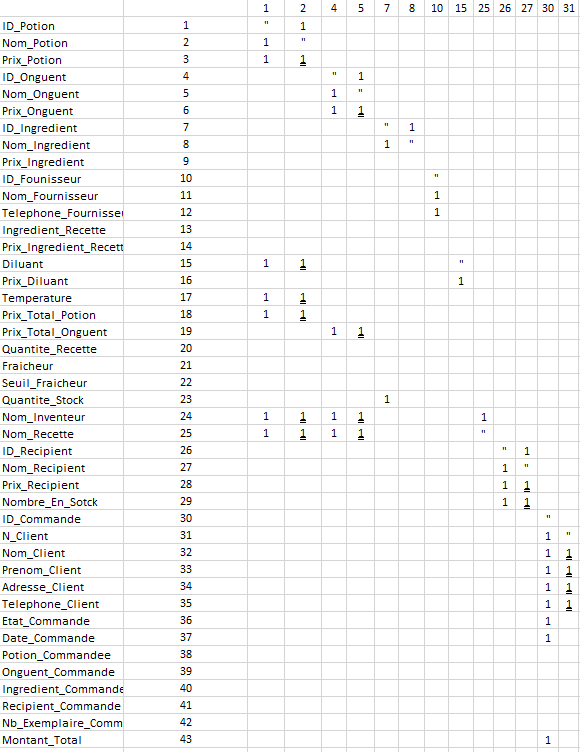 1 2 4 5 7 8 10 15 25 26 27 30 31
ID_Potion 1 " 1
Nom_Potion 2 1 "
Prix_Potion 3 1 1
ID_Onguent 4 " 1
Nom_Onguent 5 1 "
Prix_Onguent 6 1 1
ID_Ingredient 7 " 1
Nom_Ingredient 8 1 "
Prix_Ingredient 9
ID_Founisseur 10 "
Nom_Fournisseur 11 1
Telephone_Fournisseu 12 1
Ingredient_Recette 13
Prix_Ingredient_Recett 14
Diluant 15 1 1 "
Prix_Diluant 16 1
Temperature 17 1 1
Prix_Total_Potion 18 1 1
Prix_Total_Onguent 19 1 1
Quantite_Recette 20
Fraicheur 21
Seuil_Fraicheur 22
Quantite_Stock 23 1
Nom_Inventeur 24 1 1 1 1 1
Nom_Recette 25 1 1 1 1 "
ID_Recipient 26 " 1
Nom_Recipient 27 1 "
Prix_Recipient 28 1 1
Nombre_En_Sotck 29 1 1
ID_Commande 30 "
N_Client 31 1 "
Nom_Client 32 1 1
Prenom_Client 33 1 1
Adresse_Client 34 1 1
Telephone_Client 35 1 1
Etat_Commande 36 1
Date_Commande 37 1
Potion_Commandee 38
Onguent_Commande 39
Ingredient_Commande 40
Recipient_Commande 41
Nb_Exemplaire_Comm 42
Montant_Total 43 1